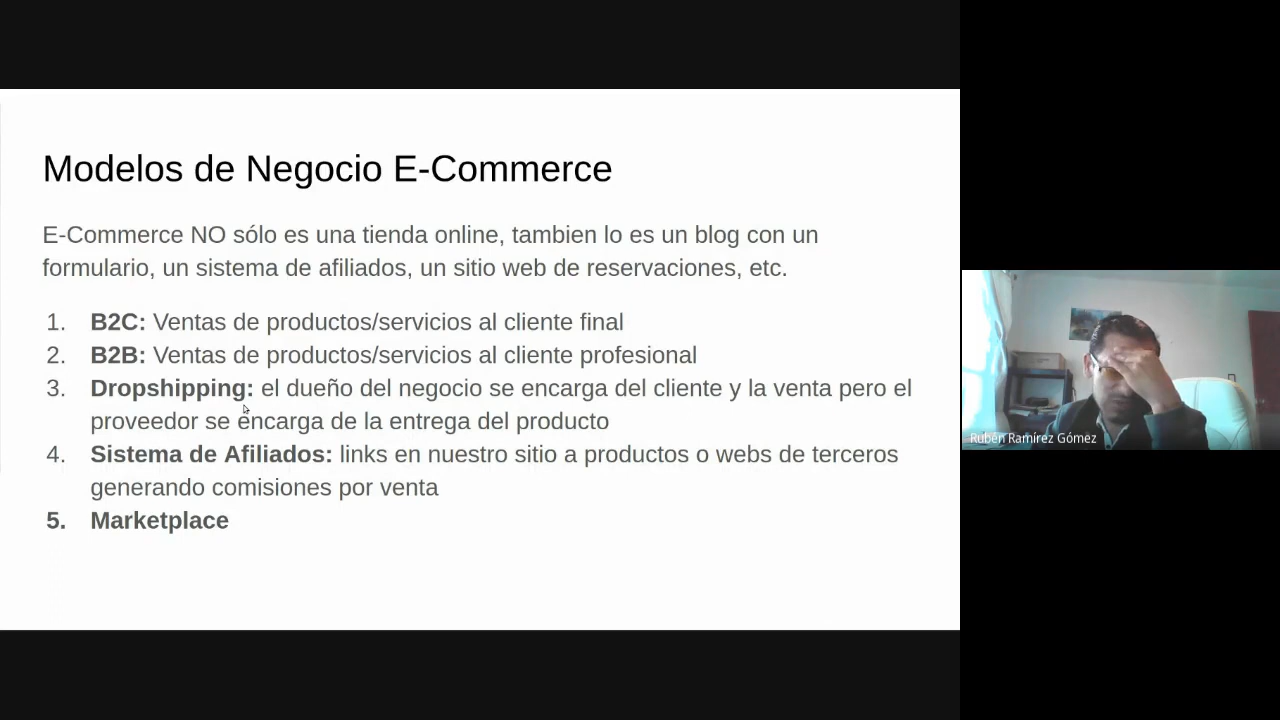 Modelos de Negocio E-Commerce
E-Commerce NO sólo es una tienda online, tambien lo es un blog con un
formulario, un sistema de afiliados, un sitio web de reservaciones, etc.
1. B2C: Ventas de productos/servicios al cliente final
2. B2B: Ventas de productos/servicios al cliente profesional
3. Dropshipping: el dueño del negocio se encarga del cliente y la venta pero el
proveedor se encarga de la entrega del producto
4. Sistema de Afiliados: links en nuestro sitio a productos o webs de terceros
generando comisiones por venta
5. Marketplace
Rubén Ramírez Gómez